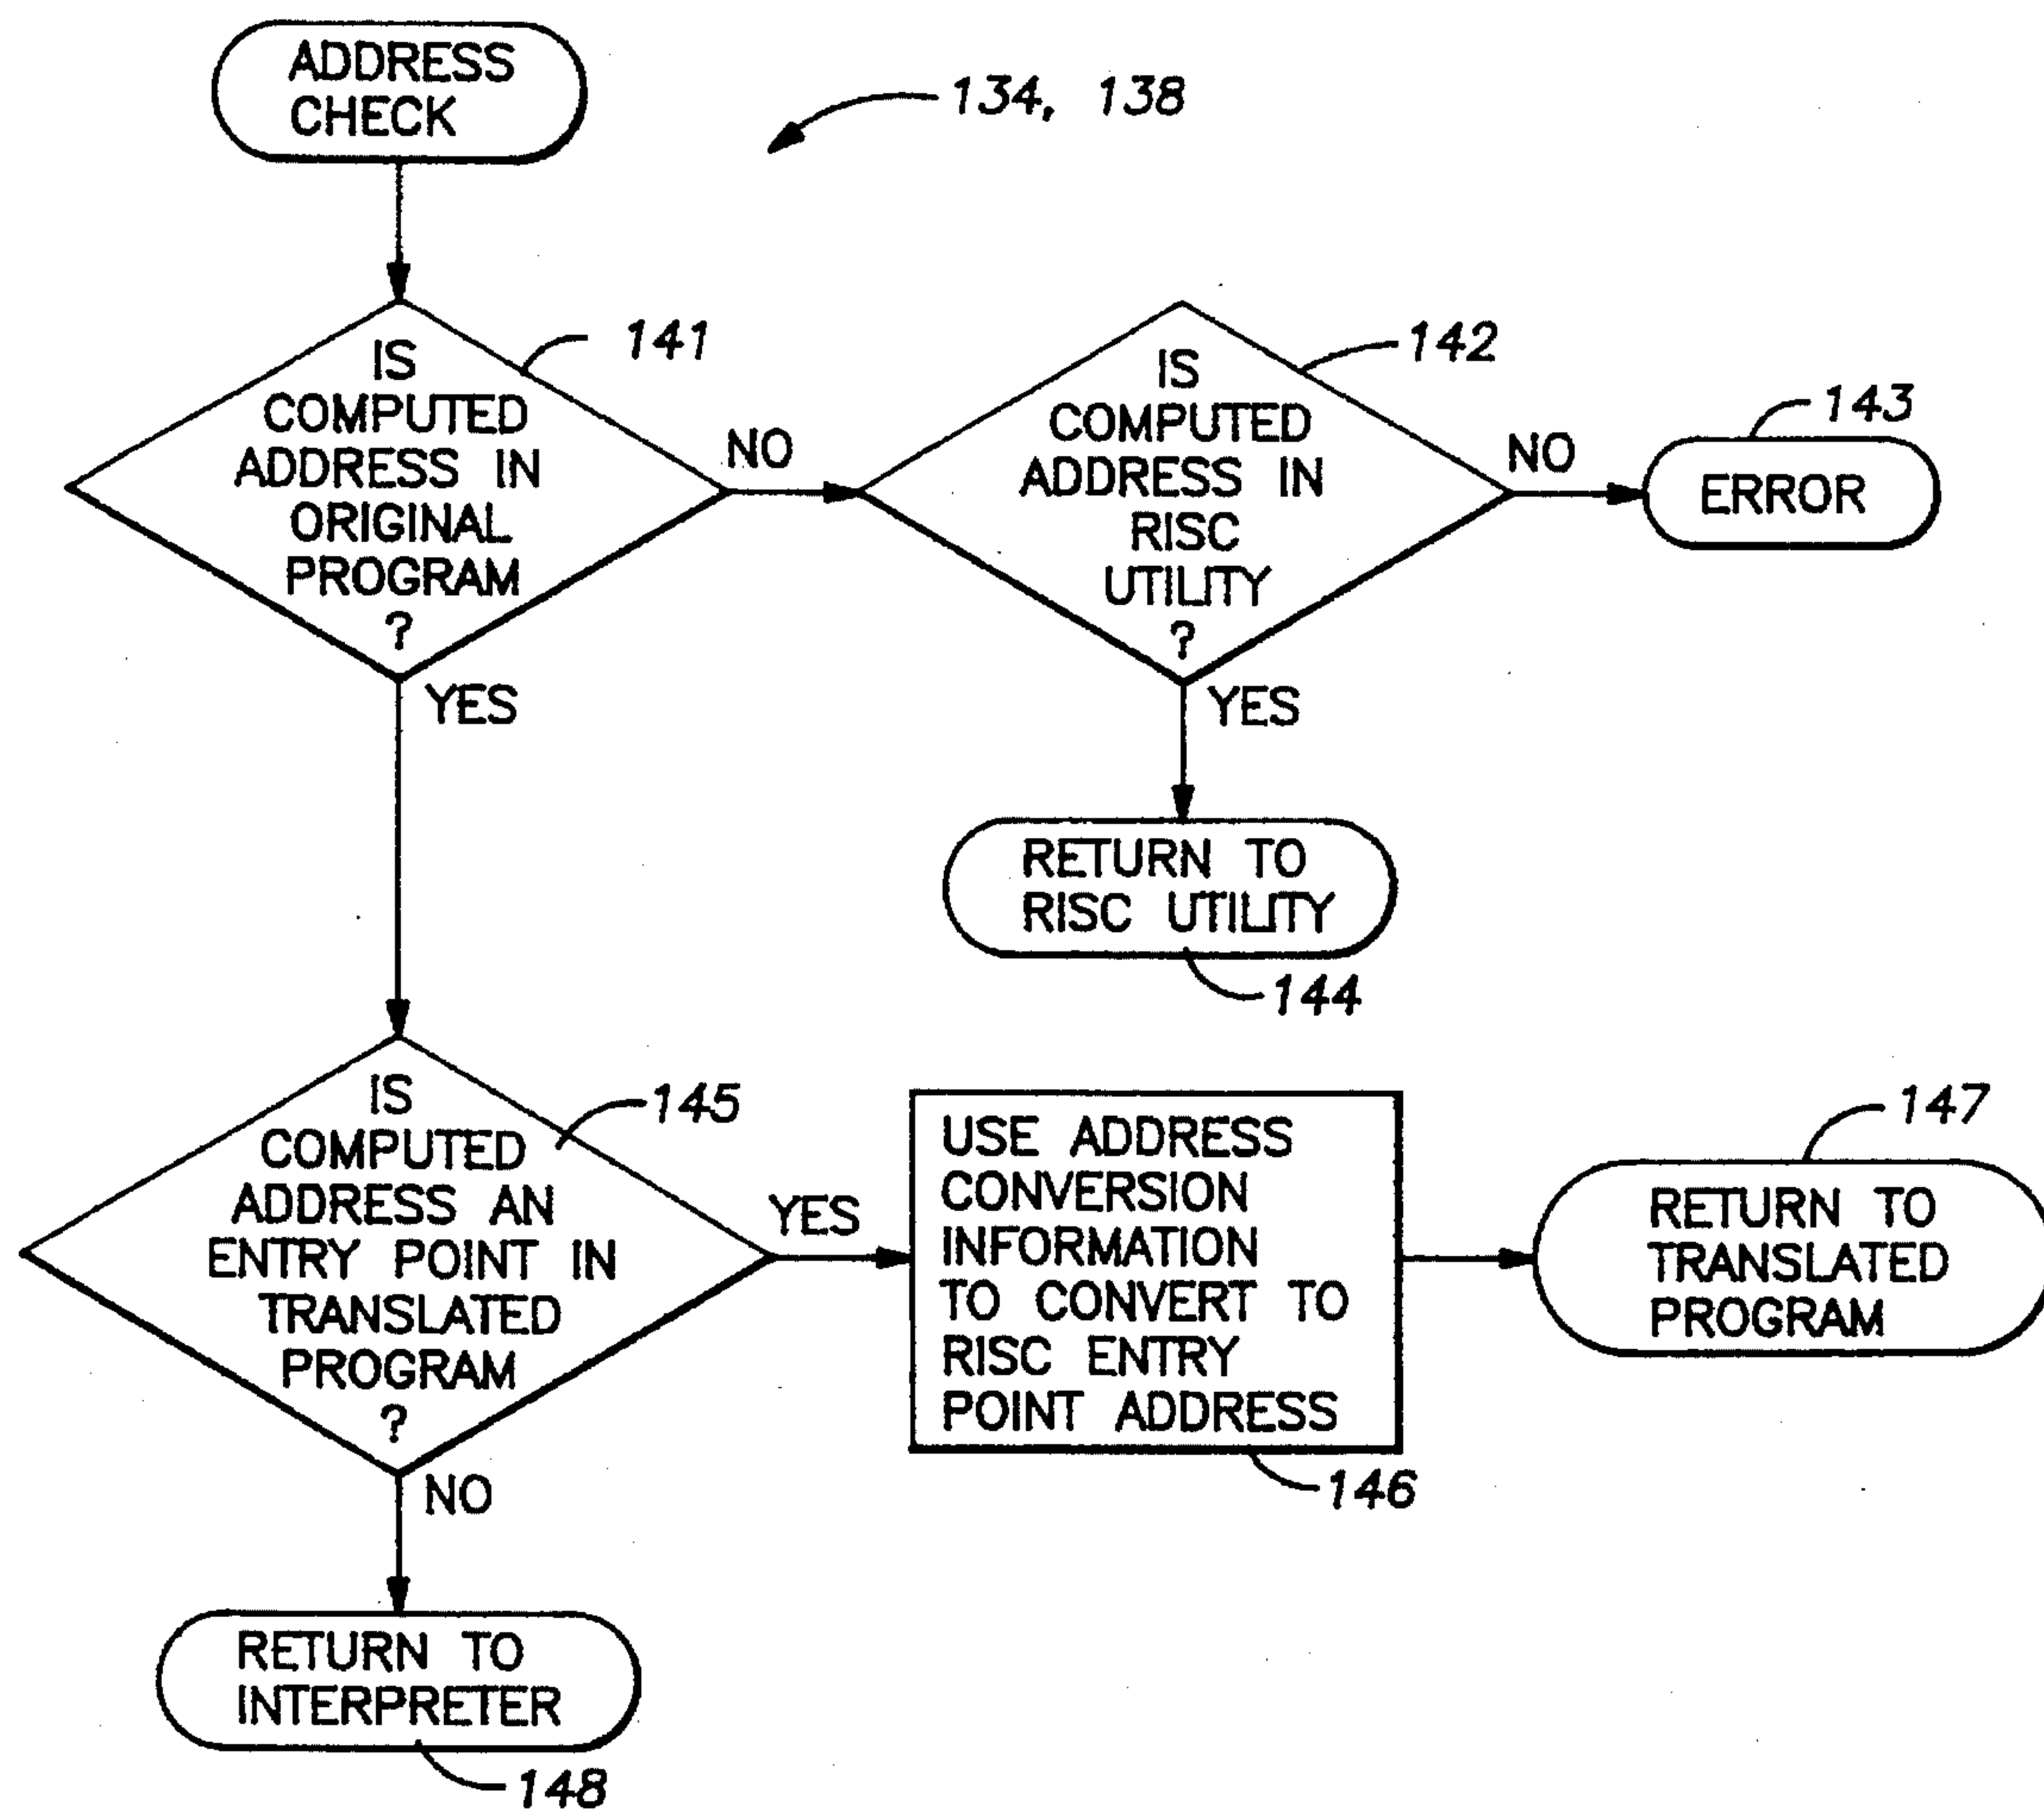 ADDRESS
CHECK
134, 138
IS
COMPUTED
ADDRESS IN
ORIGINAL
PROGRAM
?
141
NO
YES
IS
COMPUTED
ADDRESS IN
RISC
UTILITY
?
142
NO
YES
ERROR
143
RETURN TO
RISC UTILITY
144
IS
COMPUTED
ADDRESS AN
ENTRY POINT IN
TRANSLATED
PROGRAM
?
145
YES
NO
USE ADDRESS
CONVERSION
INFORMATION
TO CONVERT TO
RISC ENTRY
POINT ADDRESS
146
RETURN TO
TRANSLATED
PROGRAM
147
RETURN TO
INTERPRETER
148